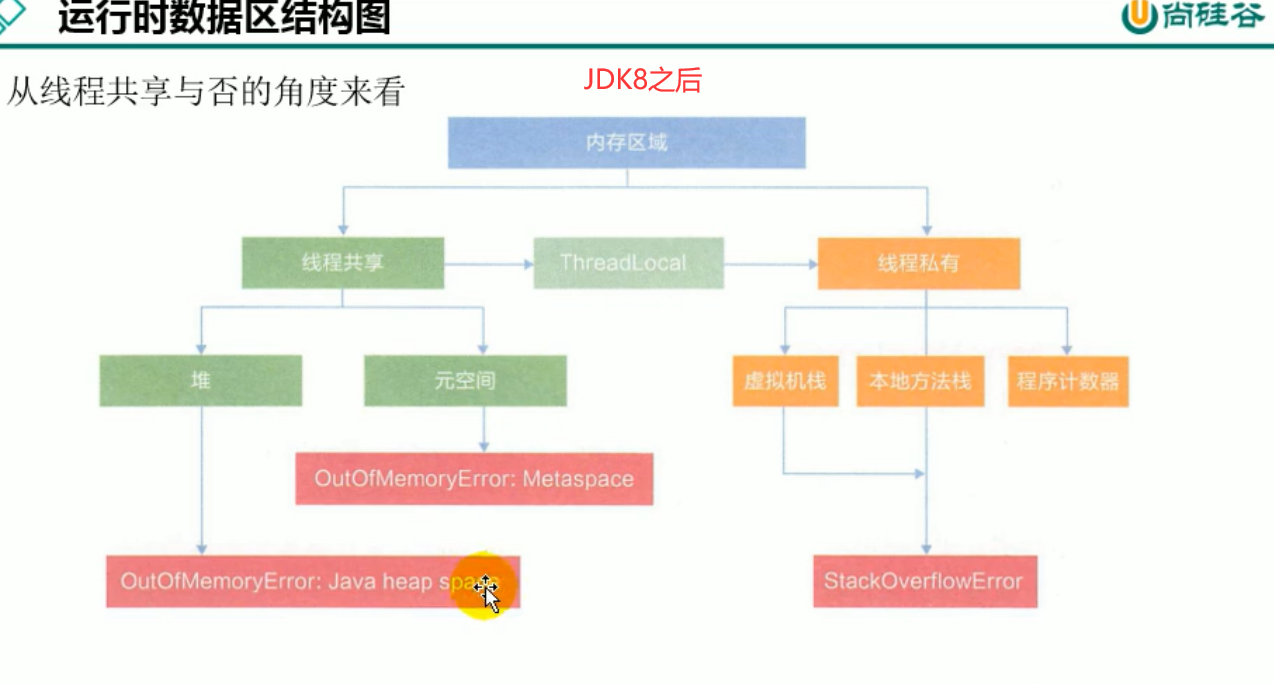 运行时数据区结构图
尚硅谷
从线程共享与否的角度来看
JDK8之后
内存区域
线程共享
ThreadLocal
线程私有
堆
元空间
虚拟机栈
本地方法栈
程序计数器
OutOfMemoryError: Metaspace
OutOfMemoryError: Java heap space
StackOverflowError